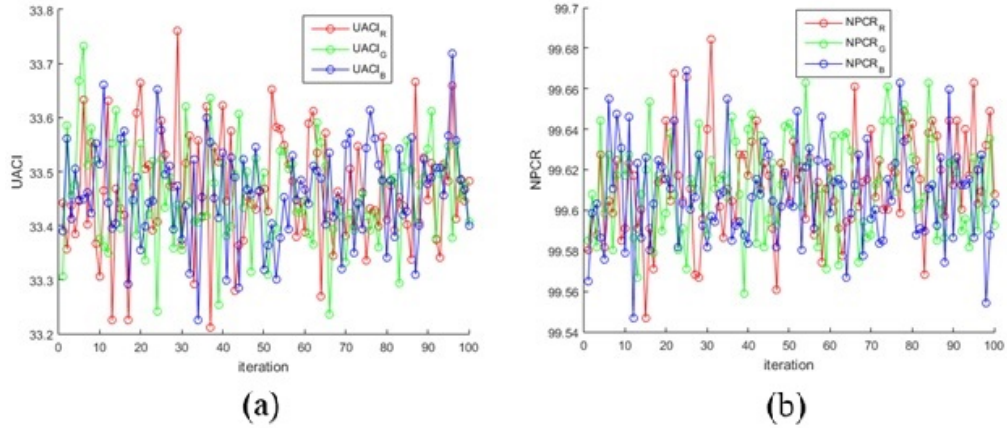 33.8
33.7
33.6
33.5
33.4
33.3
33.2
UACI
0 10 20 30 40 50 60 70 80 90 100
iteration
UACI_R
UACI_G
UACI_B
(a)
99.7
99.68
99.66
99.64
99.62
99.6
99.58
99.56
99.54
NPCR
0 10 20 30 40 50 60 70 80 90 100
iteration
NPCR_R
NPCR_G
NPCR_B
(b)